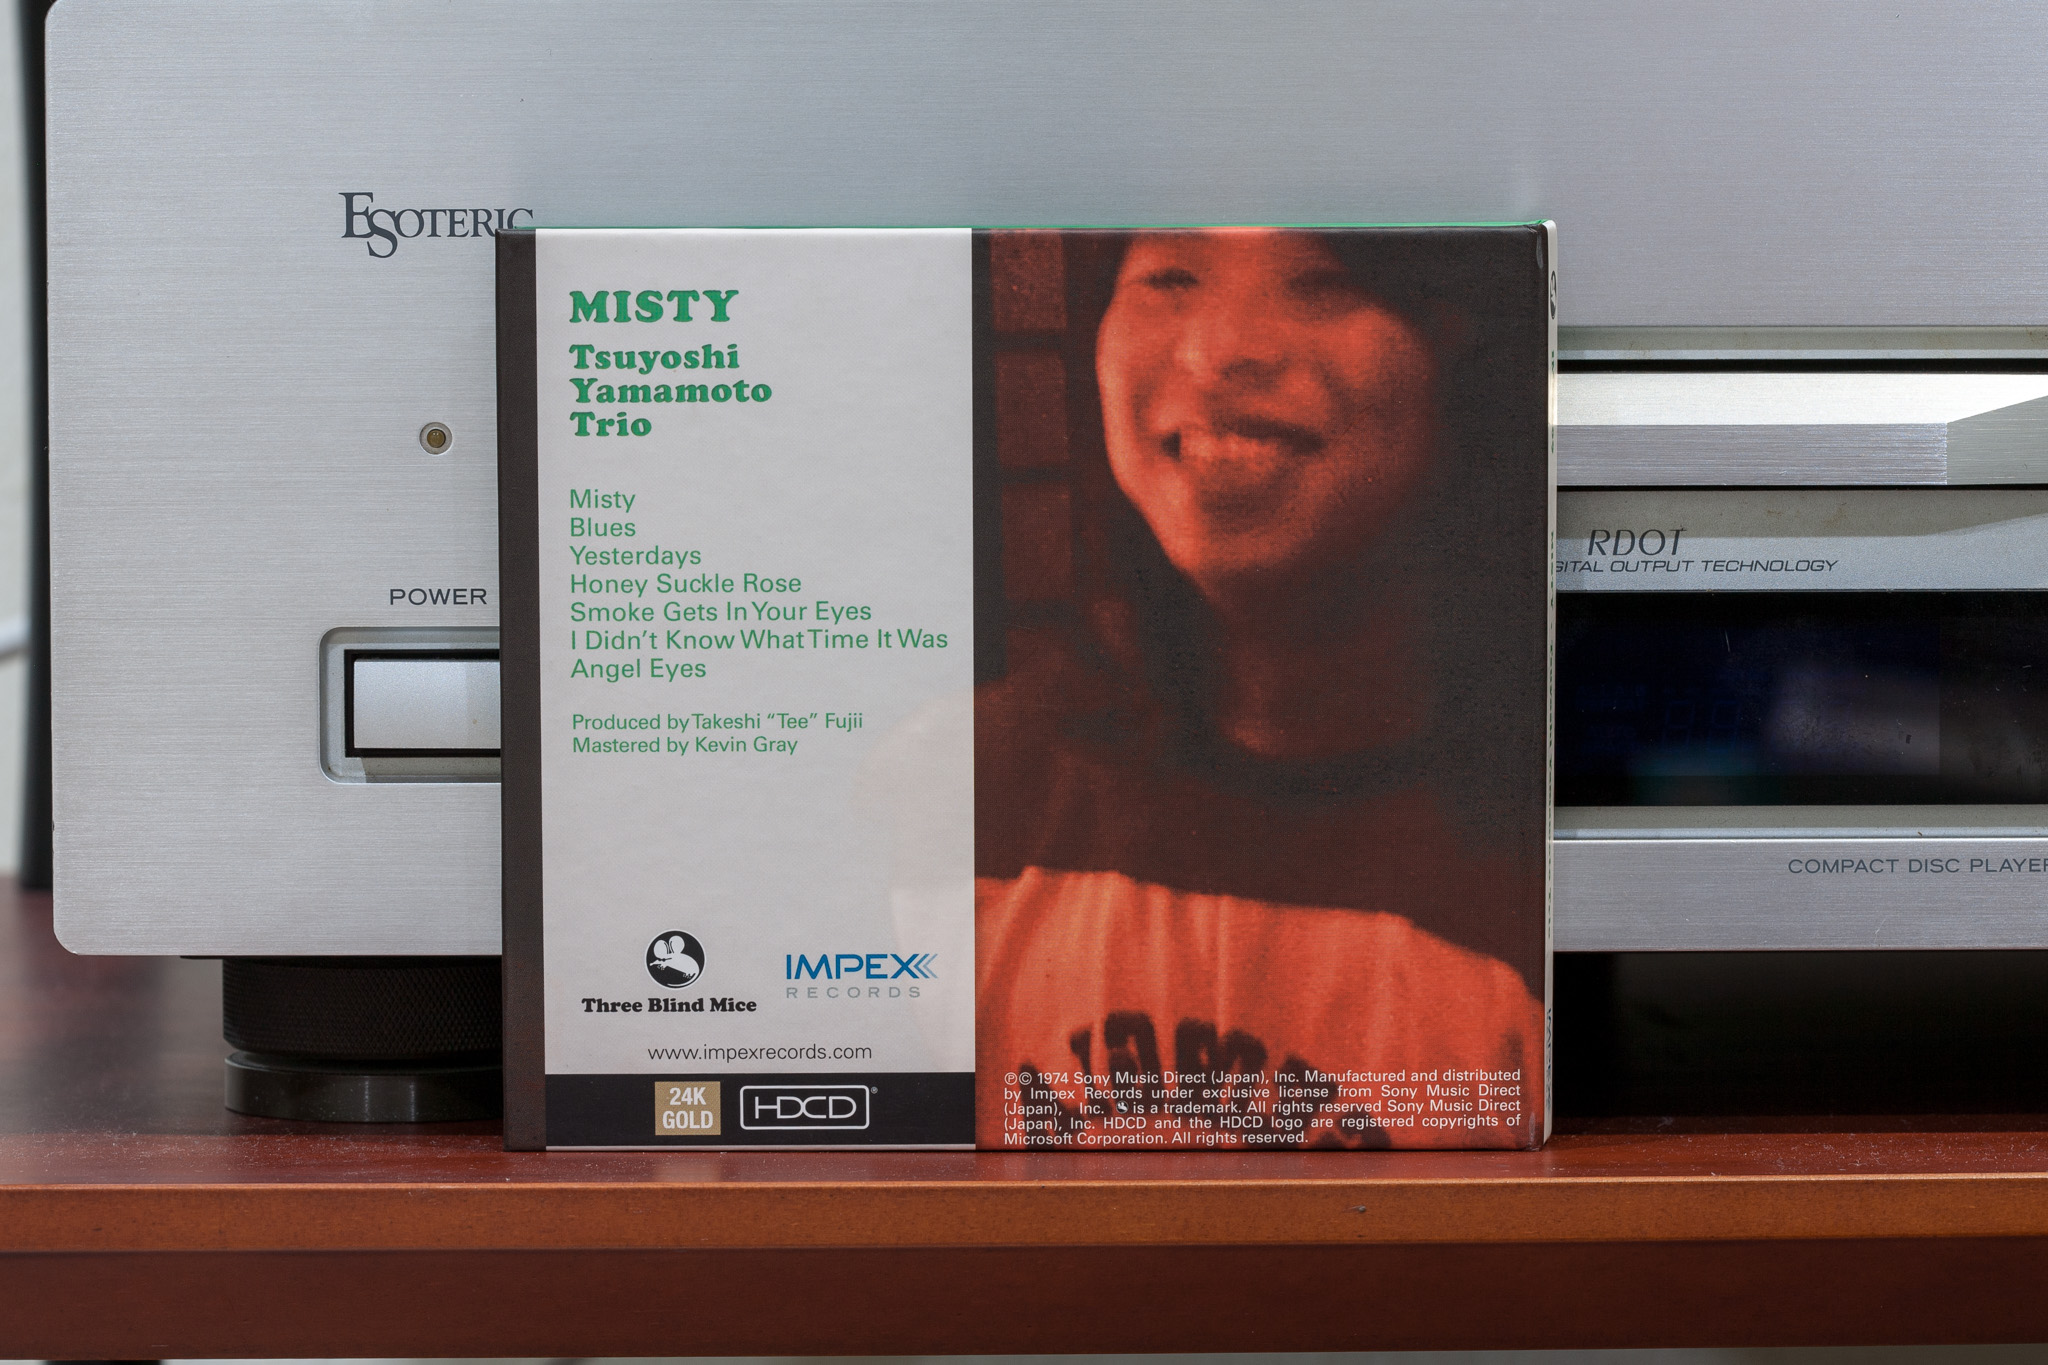 ESOTERIC
POWER
MISTY
Tsuyoshi
Yamamoto
Trio
Misty
Blues
Yesterdays
Honey Suckle Rose
Smoke Gets In Your Eyes
I Didn't Know What Time It Was
Angel Eyes
Produced by Takeshi “Tee” Fujii
Mastered by Kevin Gray
Three Blind Mice
IMPEX
RECORDS
www.impexrecords.com
24K
GOLD
HDCD®
℗© 1974 Sony Music Direct (Japan), Inc. Manufactured and distributed
by Impex Records under exclusive license from Sony Music Direct
(Japan), Inc. is a trademark. All rights reserved Sony Music Direct
(Japan), Inc. HDCD and the HDCD logo are registered copyrights of
Microsoft Corporation. All rights reserved.
RDOT
OUTPUT TECHNOLOGY
COMPACT DISC PLAYER